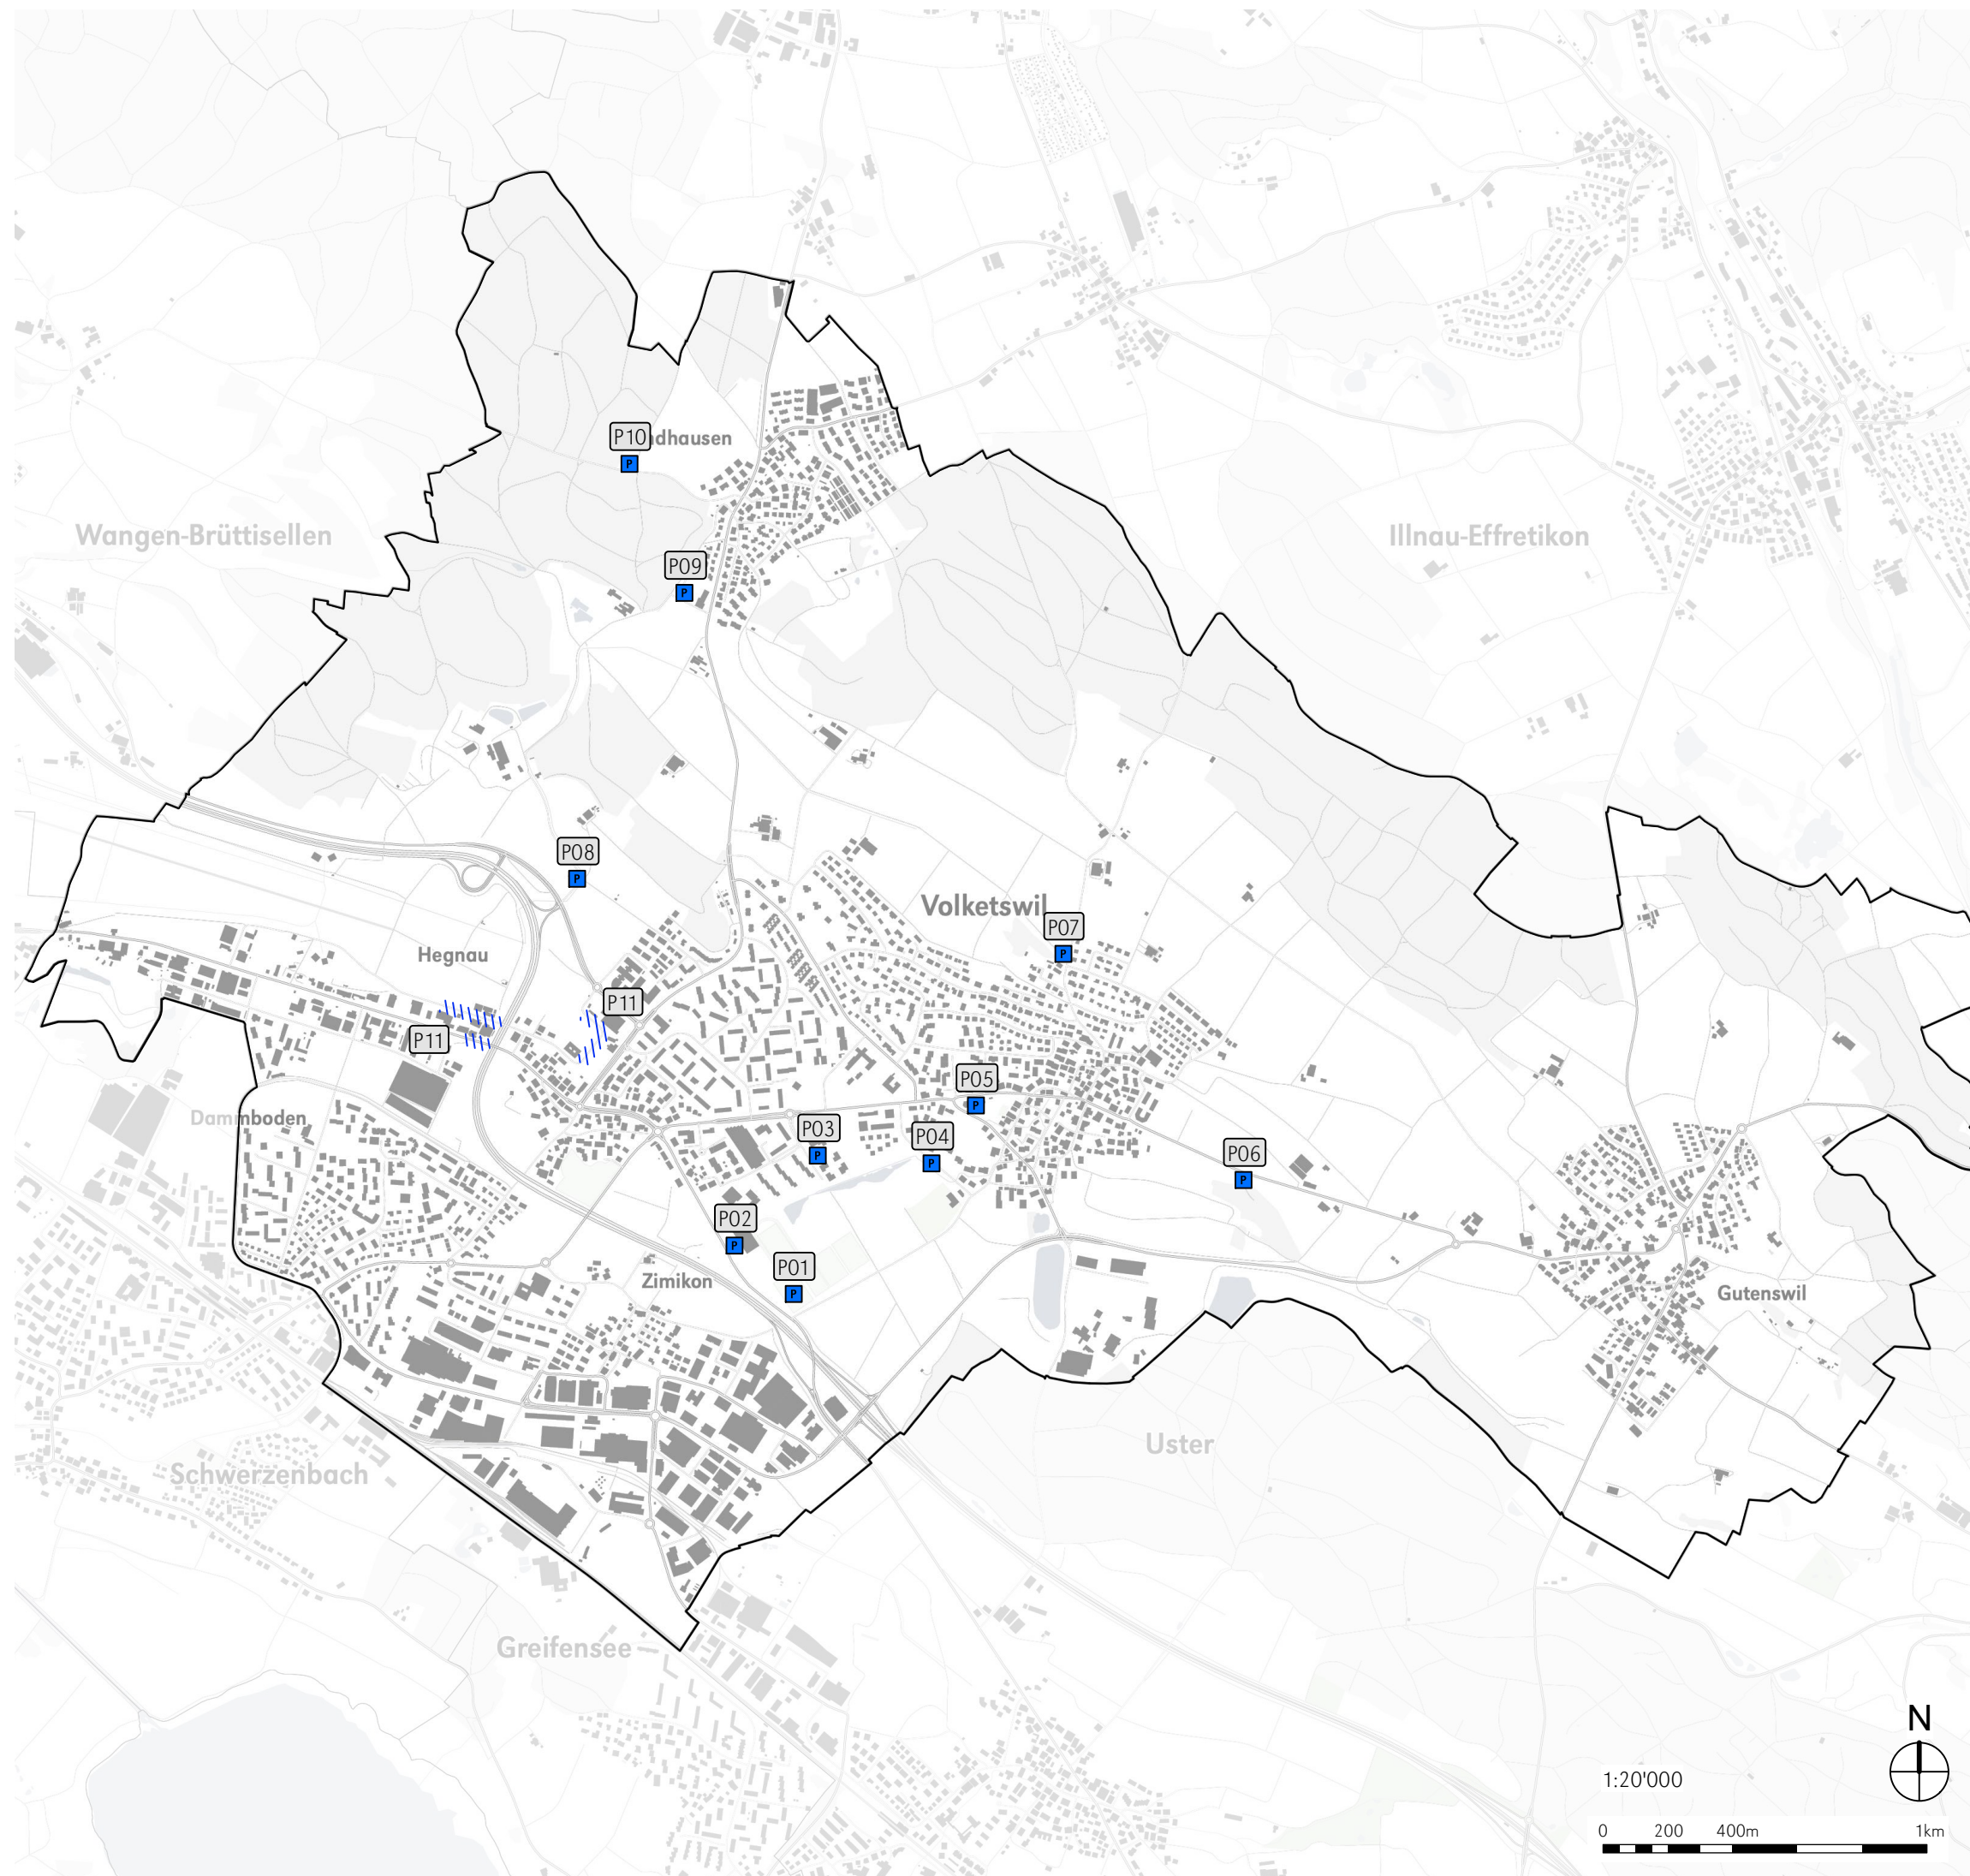 P10
dhausen
Wangen-Brüttisellen
Illnau-Effretikon
P
P09
P
P08
P
Volketswil
P07
P
Hegnau
P11
P11
P05
P
Dammboden
P03
P
P04
P
P06
P
P02
P
P01
P
Zimikon
Gutenswil
Uster
Schwerzenbach
Greifensee
N
1:20'000
0 200 400m 1km